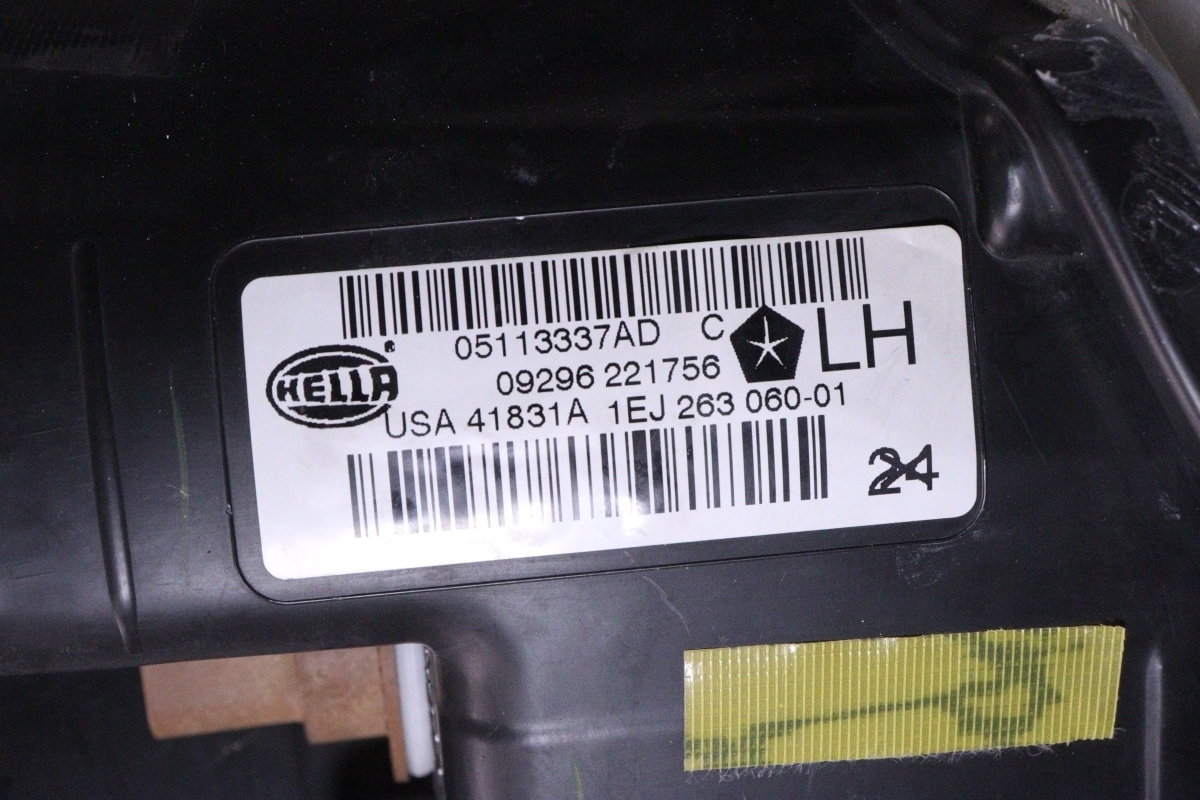 05113337AD C
LH
09296 221756
HELLA ®
USA 41831A 1EJ 263 060-01
24